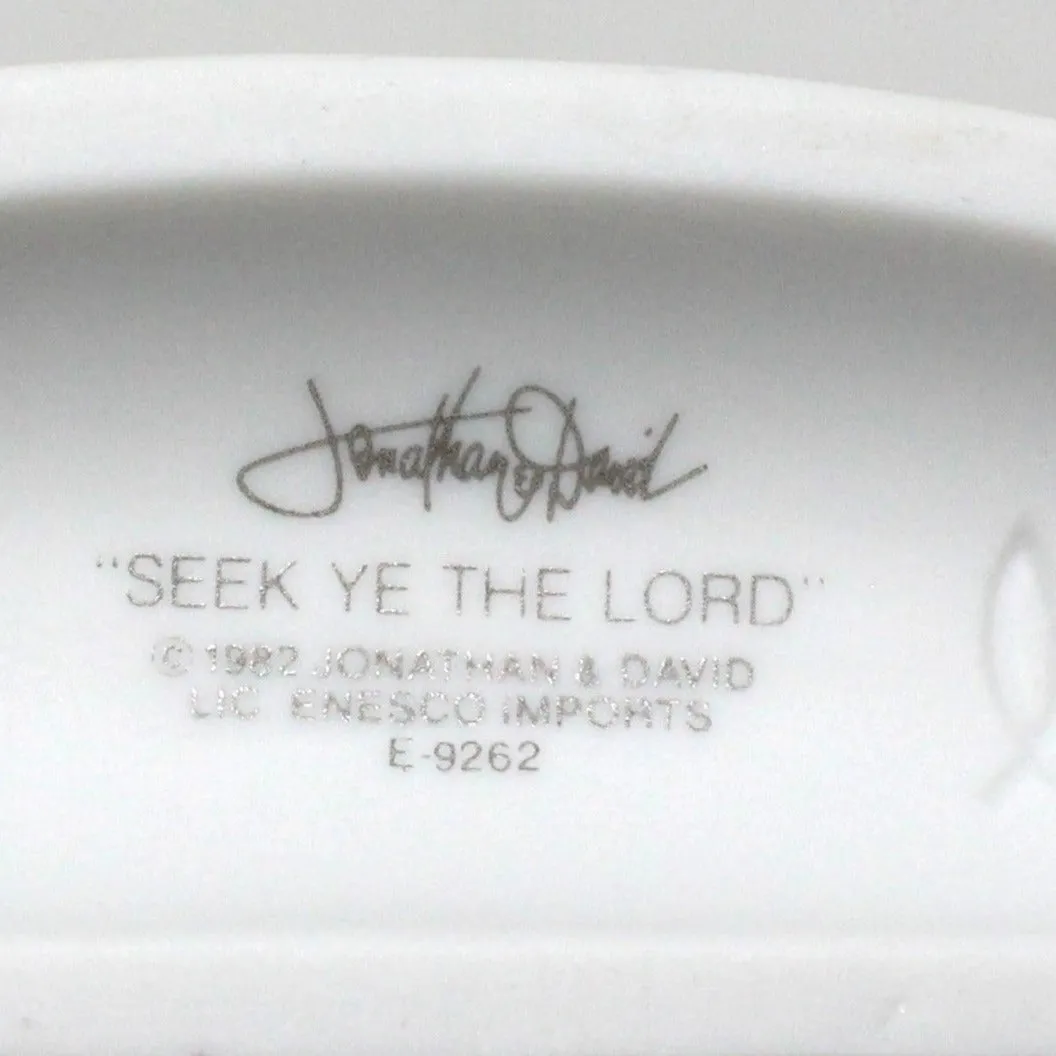 Jonathan & David
"SEEK YE THE LORD"
© 1982 JONATHAN & DAVID
LIC ENESCO IMPORTS
E-9262